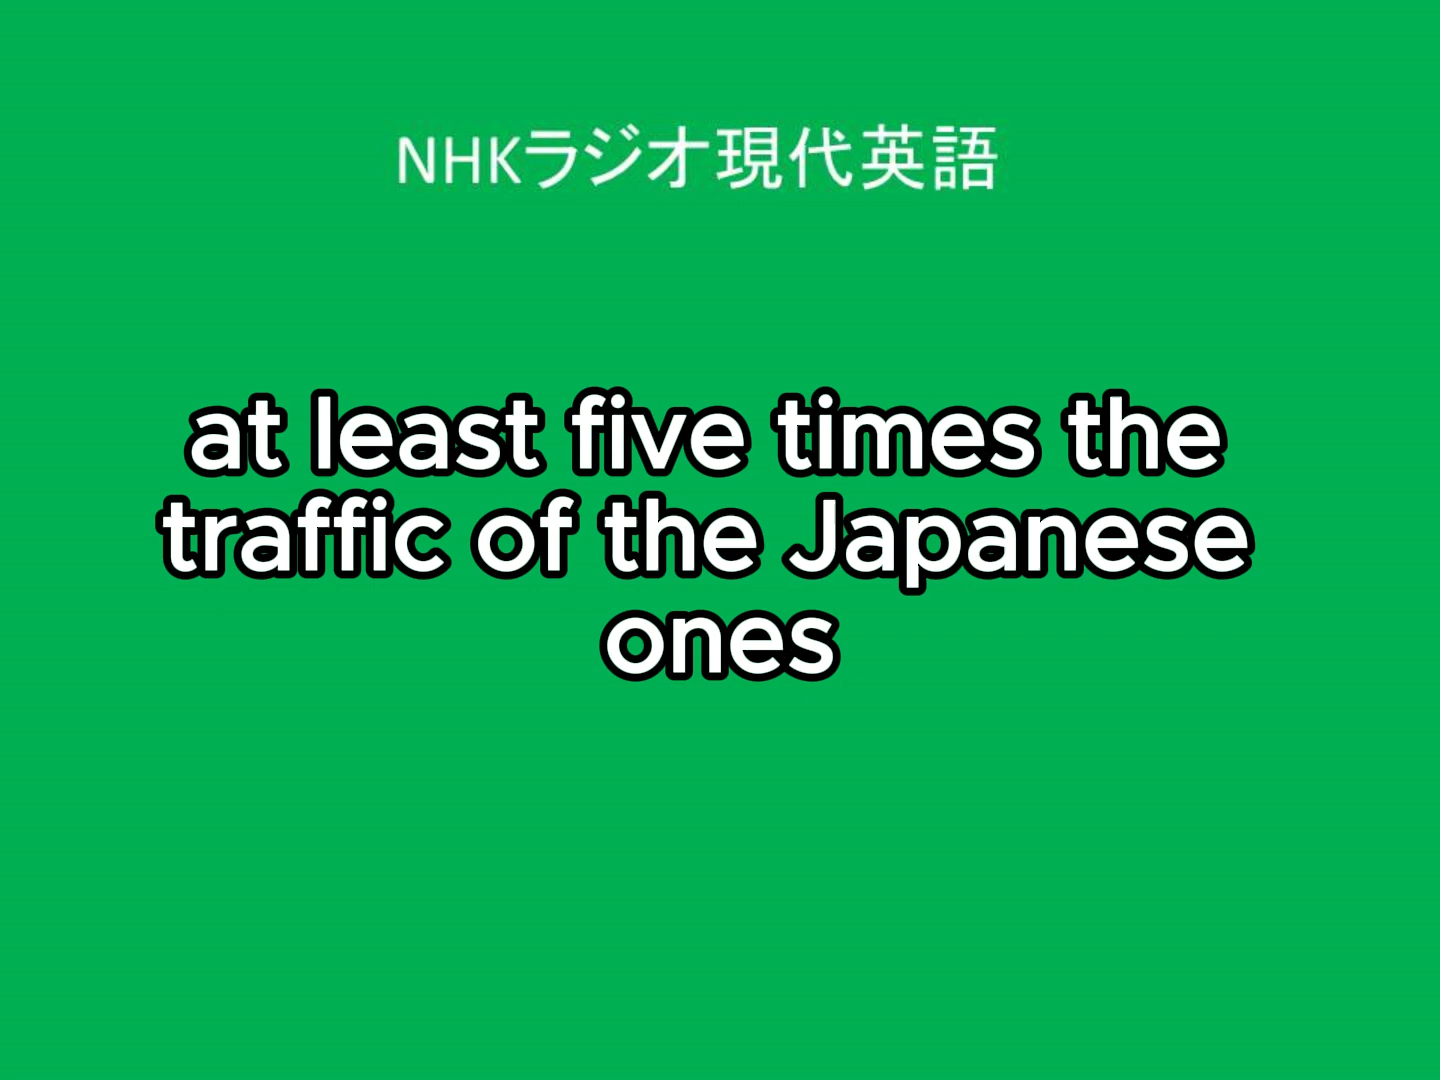 NHKラジオ現代英語
at least five times the
traffic of the Japanese
ones